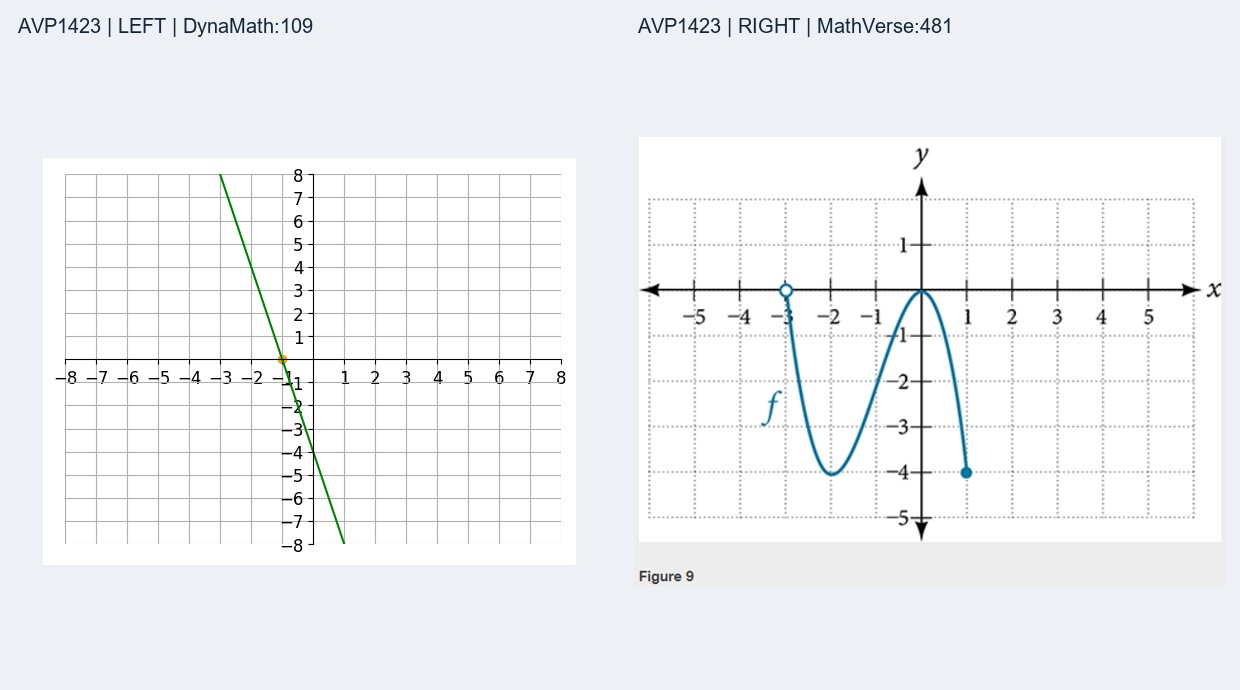 AVP1423 | LEFT | DynaMath:109
AVP1423 | RIGHT | MathVerse:481
8
7
6
5
4
3
2
1
−8 −7 −6 −5 −4 −3 −2 −1 1 2 3 4 5 6 7 8
−1
−2
−3
−4
−5
−6
−7
−8
y
1
x
−5 −4 −3 −2 −1 1 2 3 4 5
−1
−2
f
−3
−4
−5
Figure 9